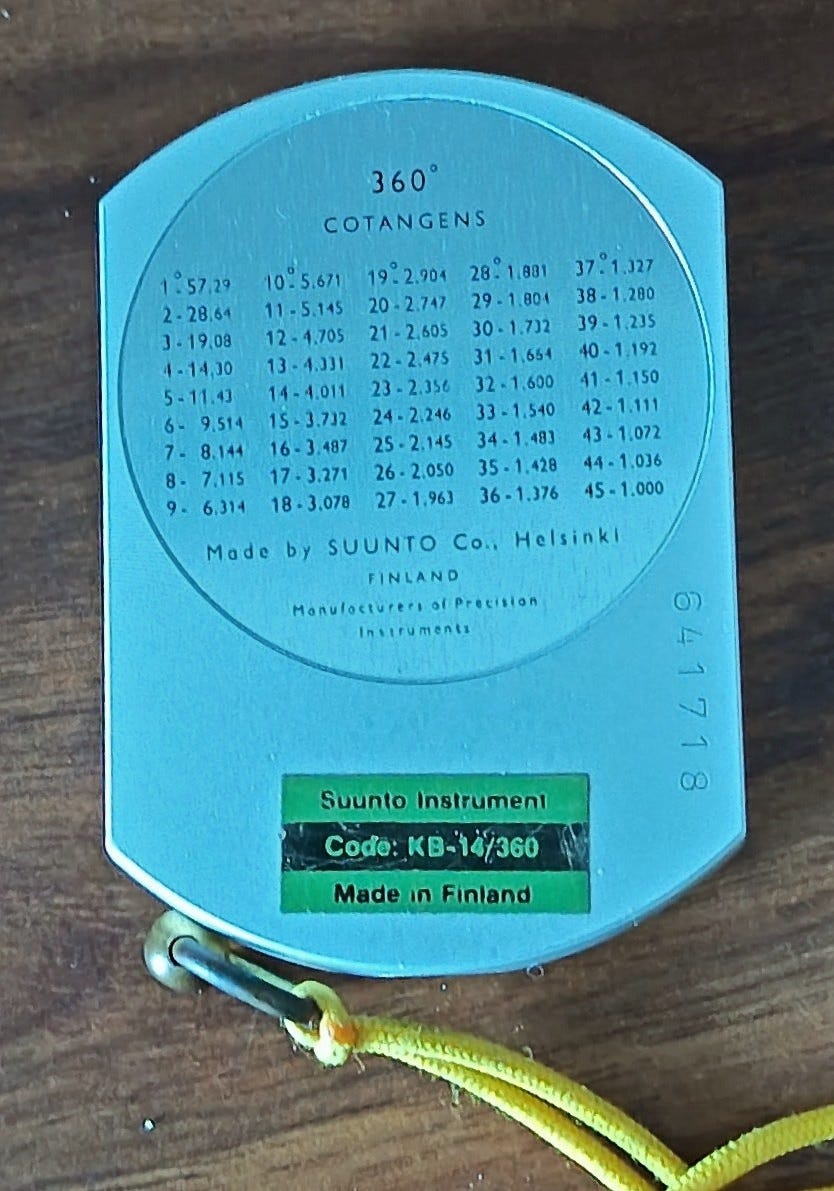 360°
COTANGENS
1°-57.29 10°-5.671 19°-2.904 28°-1.881 37°-1.327
2-28.64 11-5.145 20-2.747 29-1.804 38-1.280
3-19.08 12-4.705 21-2.605 30-1.732 39-1.235
4-14.30 13-4.331 22-2.475 31-1.664 40-1.192
5-11.43 14-4.011 23-2.356 32-1.600 41-1.150
6- 9.514 15-3.732 24-2.246 33-1.540 42-1.111
7- 8.144 16-3.487 25-2.145 34-1.483 43-1.072
8- 7.115 17-3.271 26-2.050 35-1.428 44-1.036
9- 6.314 18-3.078 27-1.963 36-1.376 45-1.000
Made by SUUNTO Co., Helsinki
FINLAND
Manufacturers of Precision
Instruments
641718
Suunto Instrument
Code: KB-14/360
Made in Finland